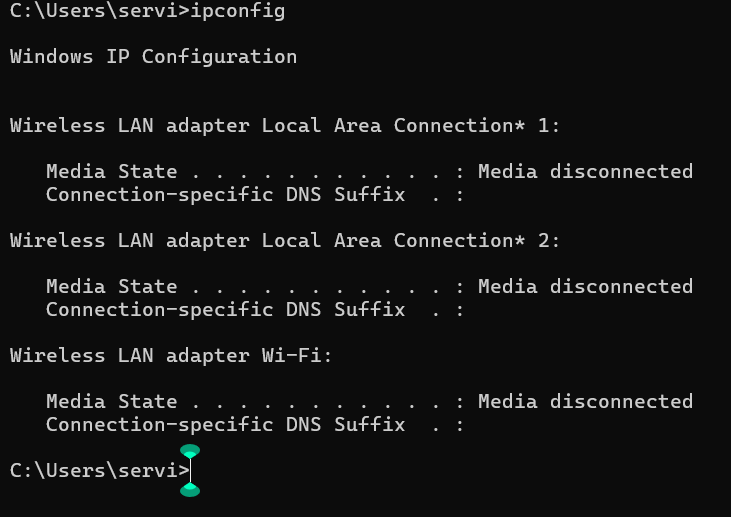 C:\Users\servi>ipconfig
Windows IP Configuration
Wireless LAN adapter Local Area Connection* 1:
Media State . . . . . . . . . . . : Media disconnected
Connection-specific DNS Suffix  . :
Wireless LAN adapter Local Area Connection* 2:
Media State . . . . . . . . . . . : Media disconnected
Connection-specific DNS Suffix  . :
Wireless LAN adapter Wi-Fi:
Media State . . . . . . . . . . . : Media disconnected
Connection-specific DNS Suffix  . :
C:\Users\servi>